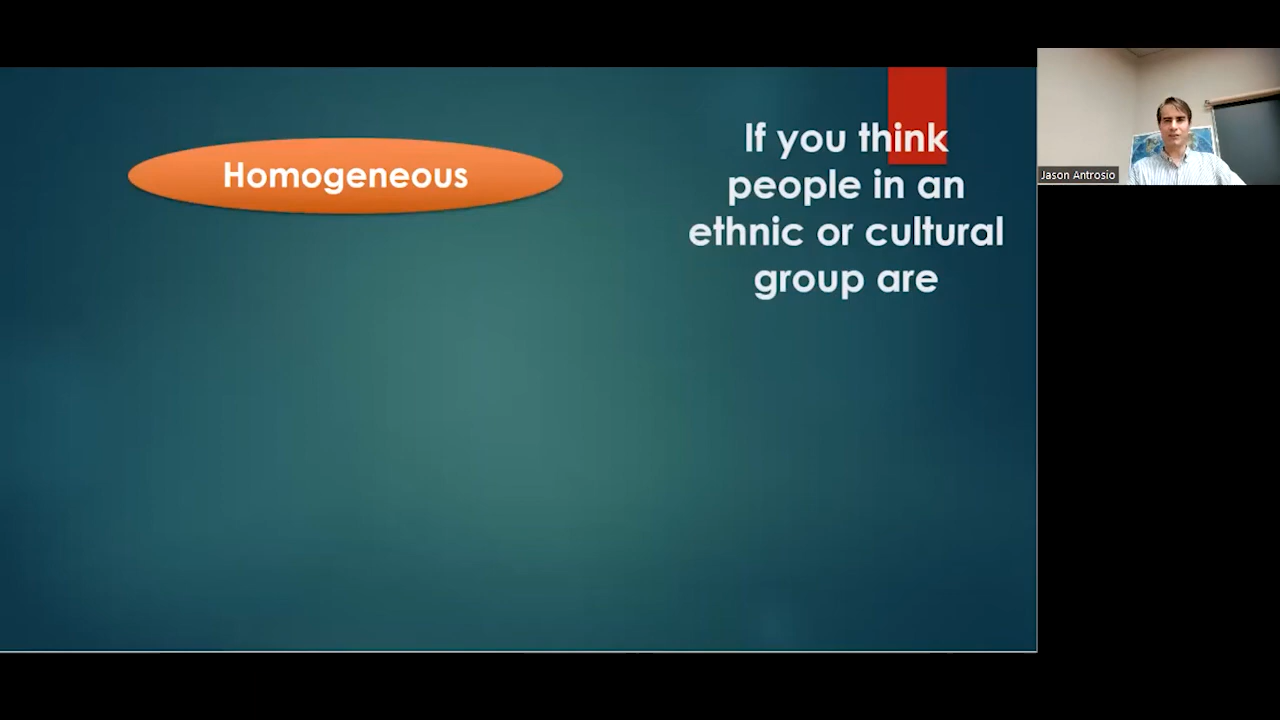 Homogeneous
If you think
people in an
ethnic or cultural
group are
Jason Antrosio